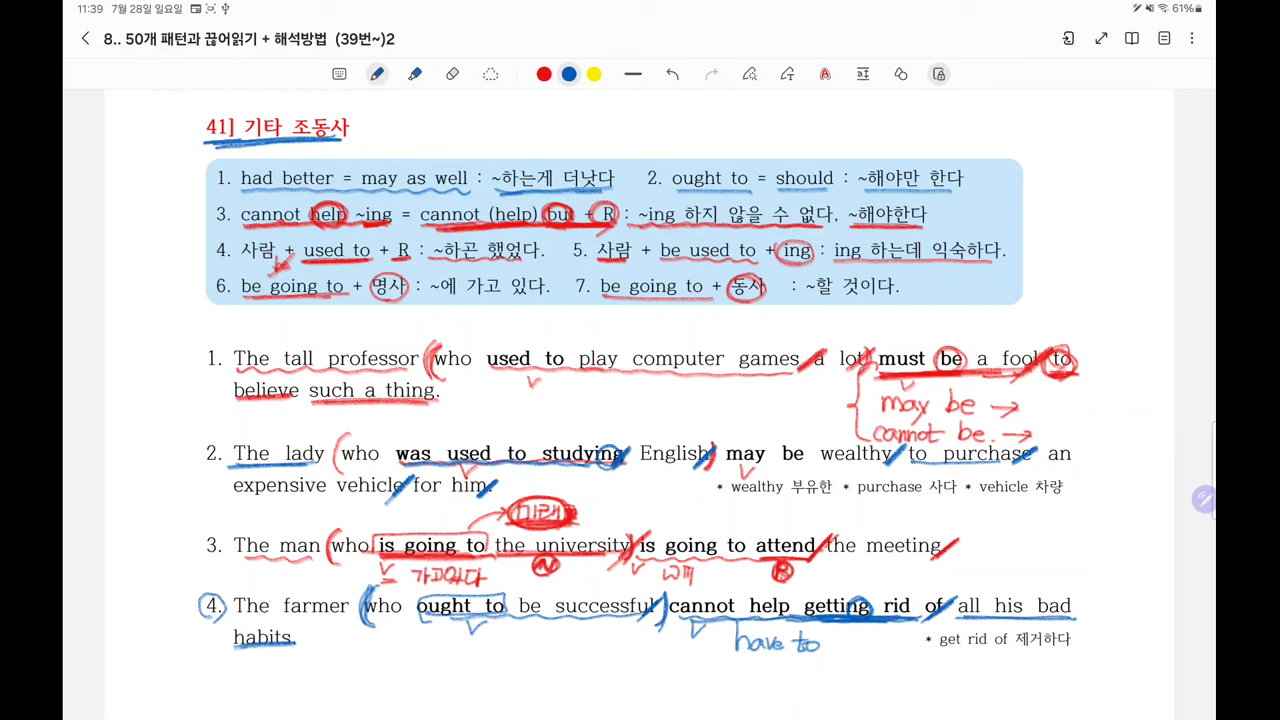 11:39 7월 28일 일요일 61%
8.. 50개 패턴과 끊어읽기 + 해석방법 (39번~)2
41] 기타 조동사
1. had better = may as well : ~하는게 더낫다 2. ought to = should : ~해야만 한다
3. cannot help ~ing = cannot (help) but + R : ~ing 하지 않을 수 없다, ~해야한다
4. 사람 + used to + R : ~하곤 했었다. 5. 사람 + be used to + ing : ing 하는데 익숙하다.
6. be going to + 명사 : ~에 가고 있다. 7. be going to + 동사 : ~할 것이다.
1. The tall professor (who used to play computer games a lot) must be a fool to
believe such a thing.
may be →
cannot be. →
2. The lady (who was used to studying English) may be wealthy to purchase an
expensive vehicle for him.
* wealthy 부유한 * purchase 사다 * vehicle 차량
미래
3. The man (who is going to the university) is going to attend the meeting.
가고있다 N R
4. The farmer (who ought to be successful) cannot help getting rid of all his bad
habits.
have to
* get rid of 제거하다